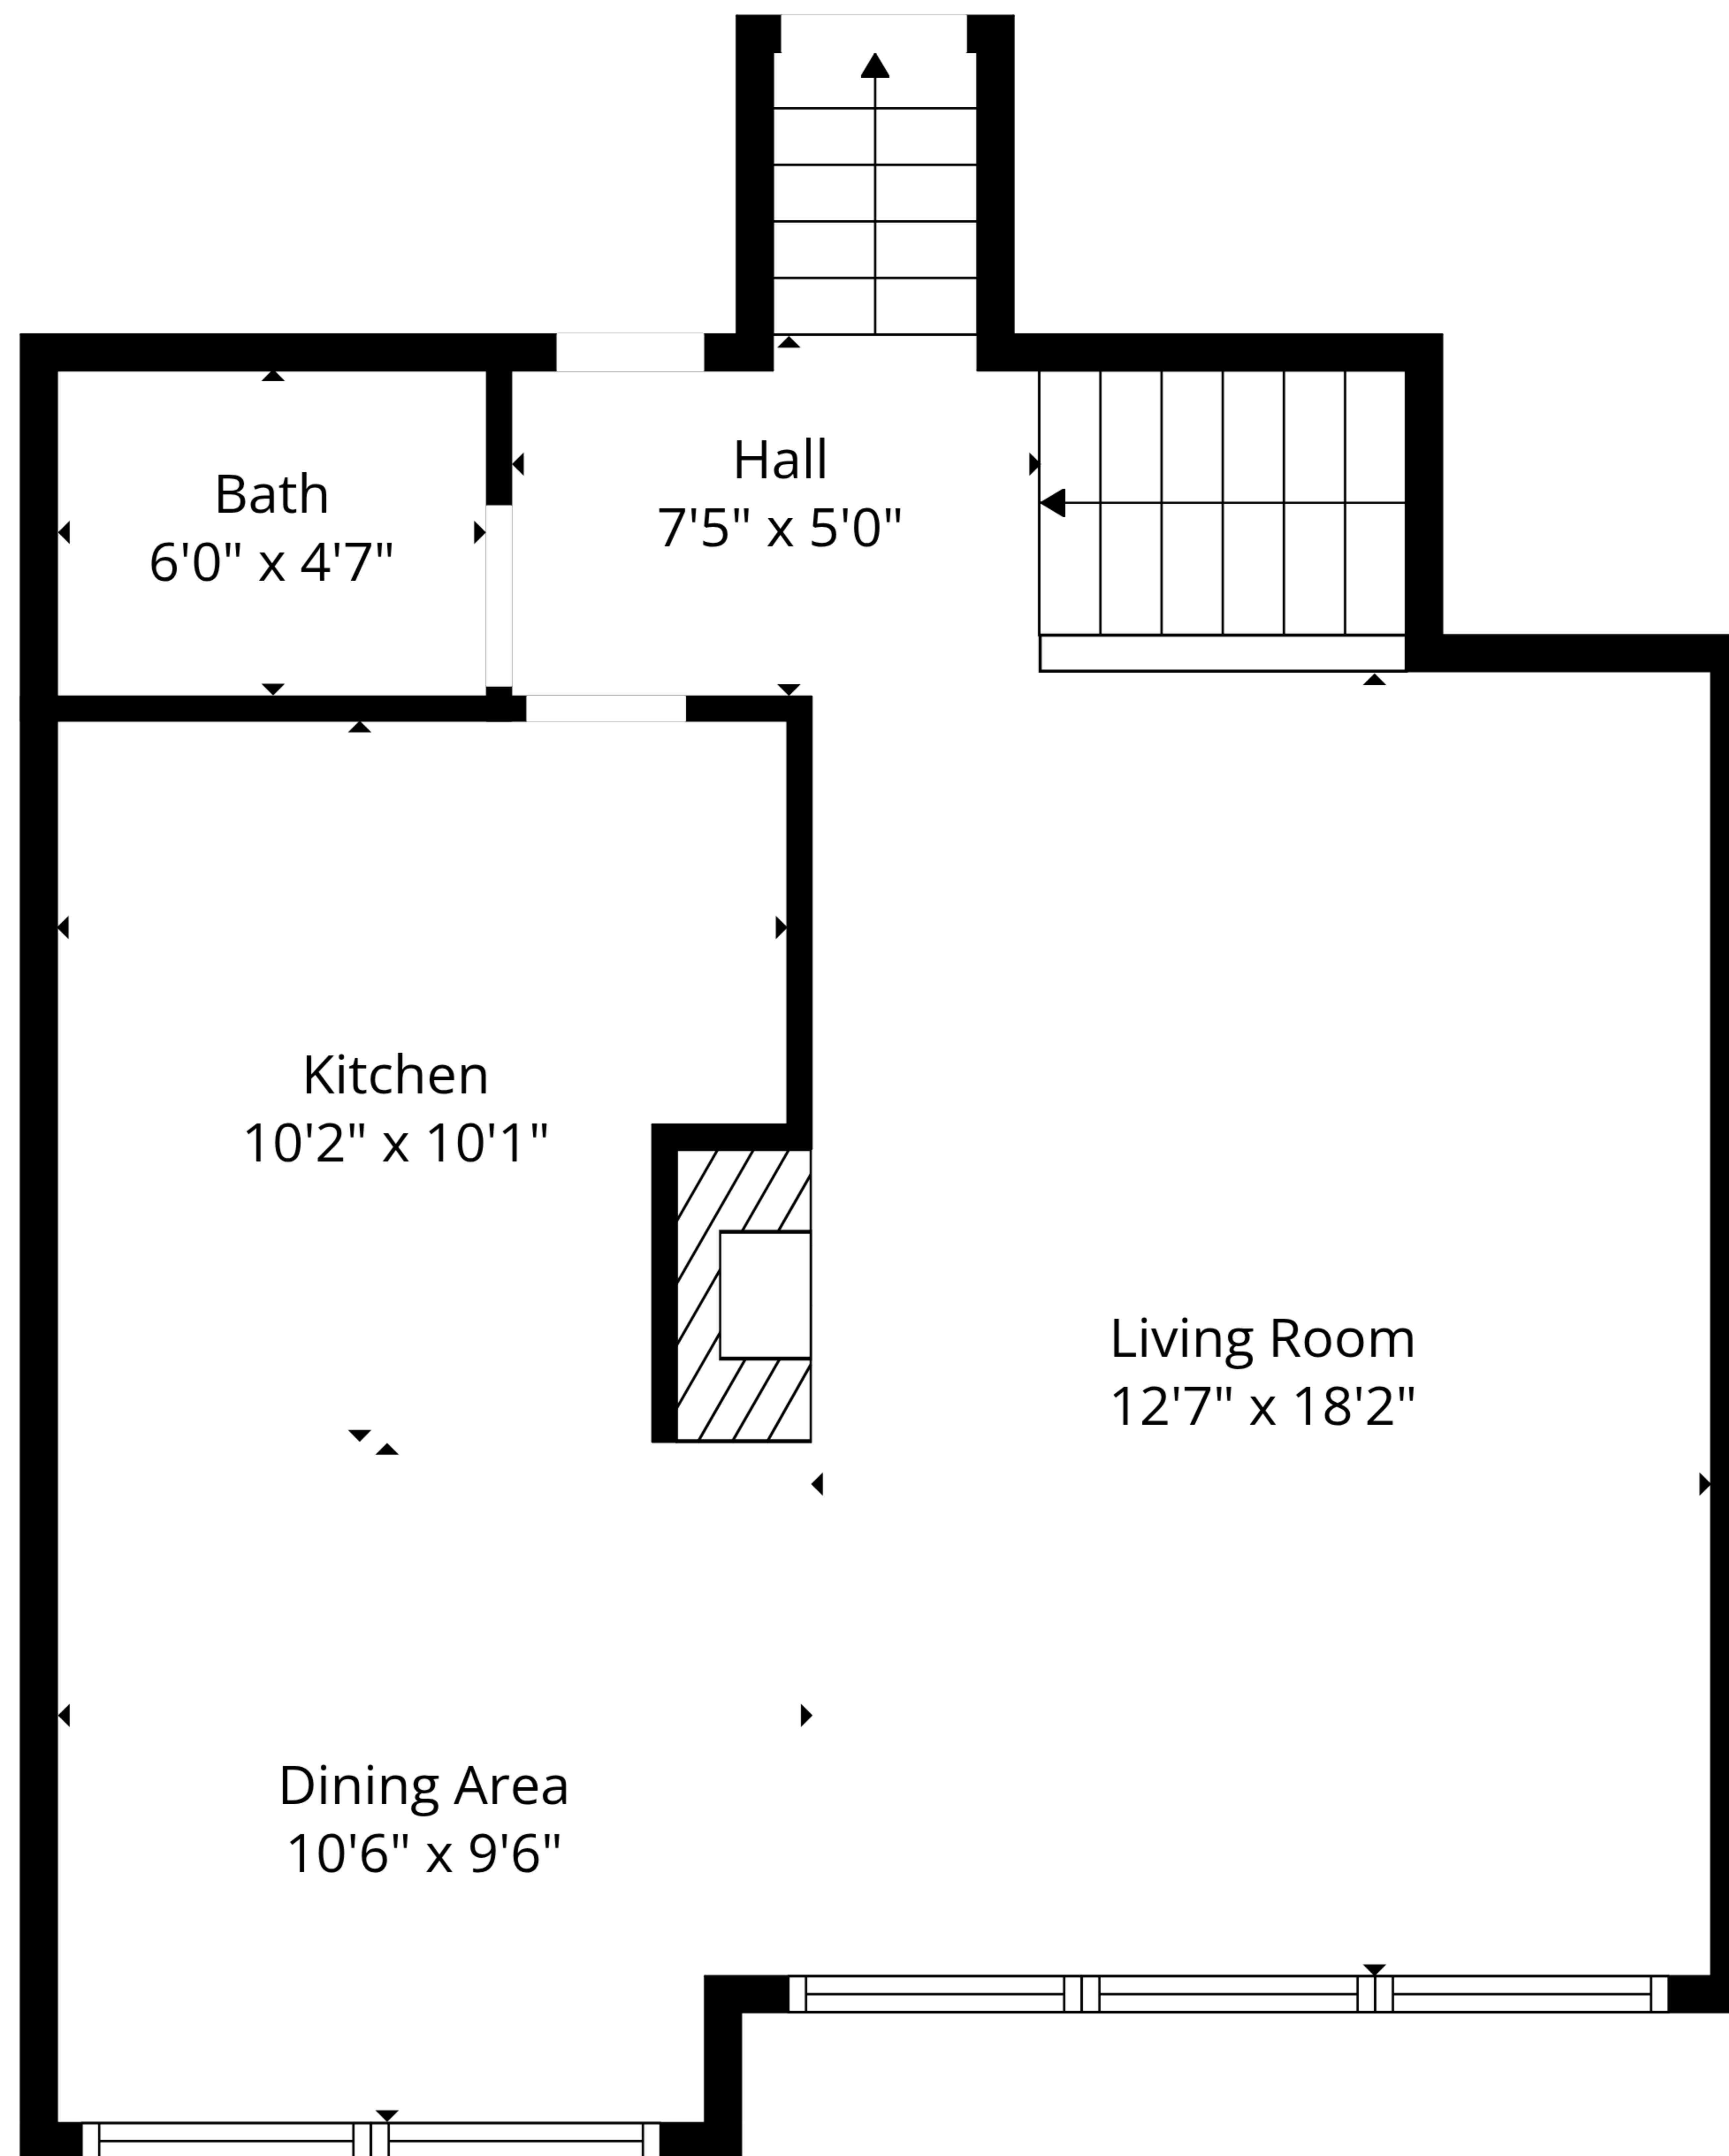 Hall
7'5" x 5'0"
Bath
6'0" x 4'7"
Kitchen
10'2" x 10'1"
Living Room
12'7" x 18'2"
Dining Area
10'6" x 9'6"